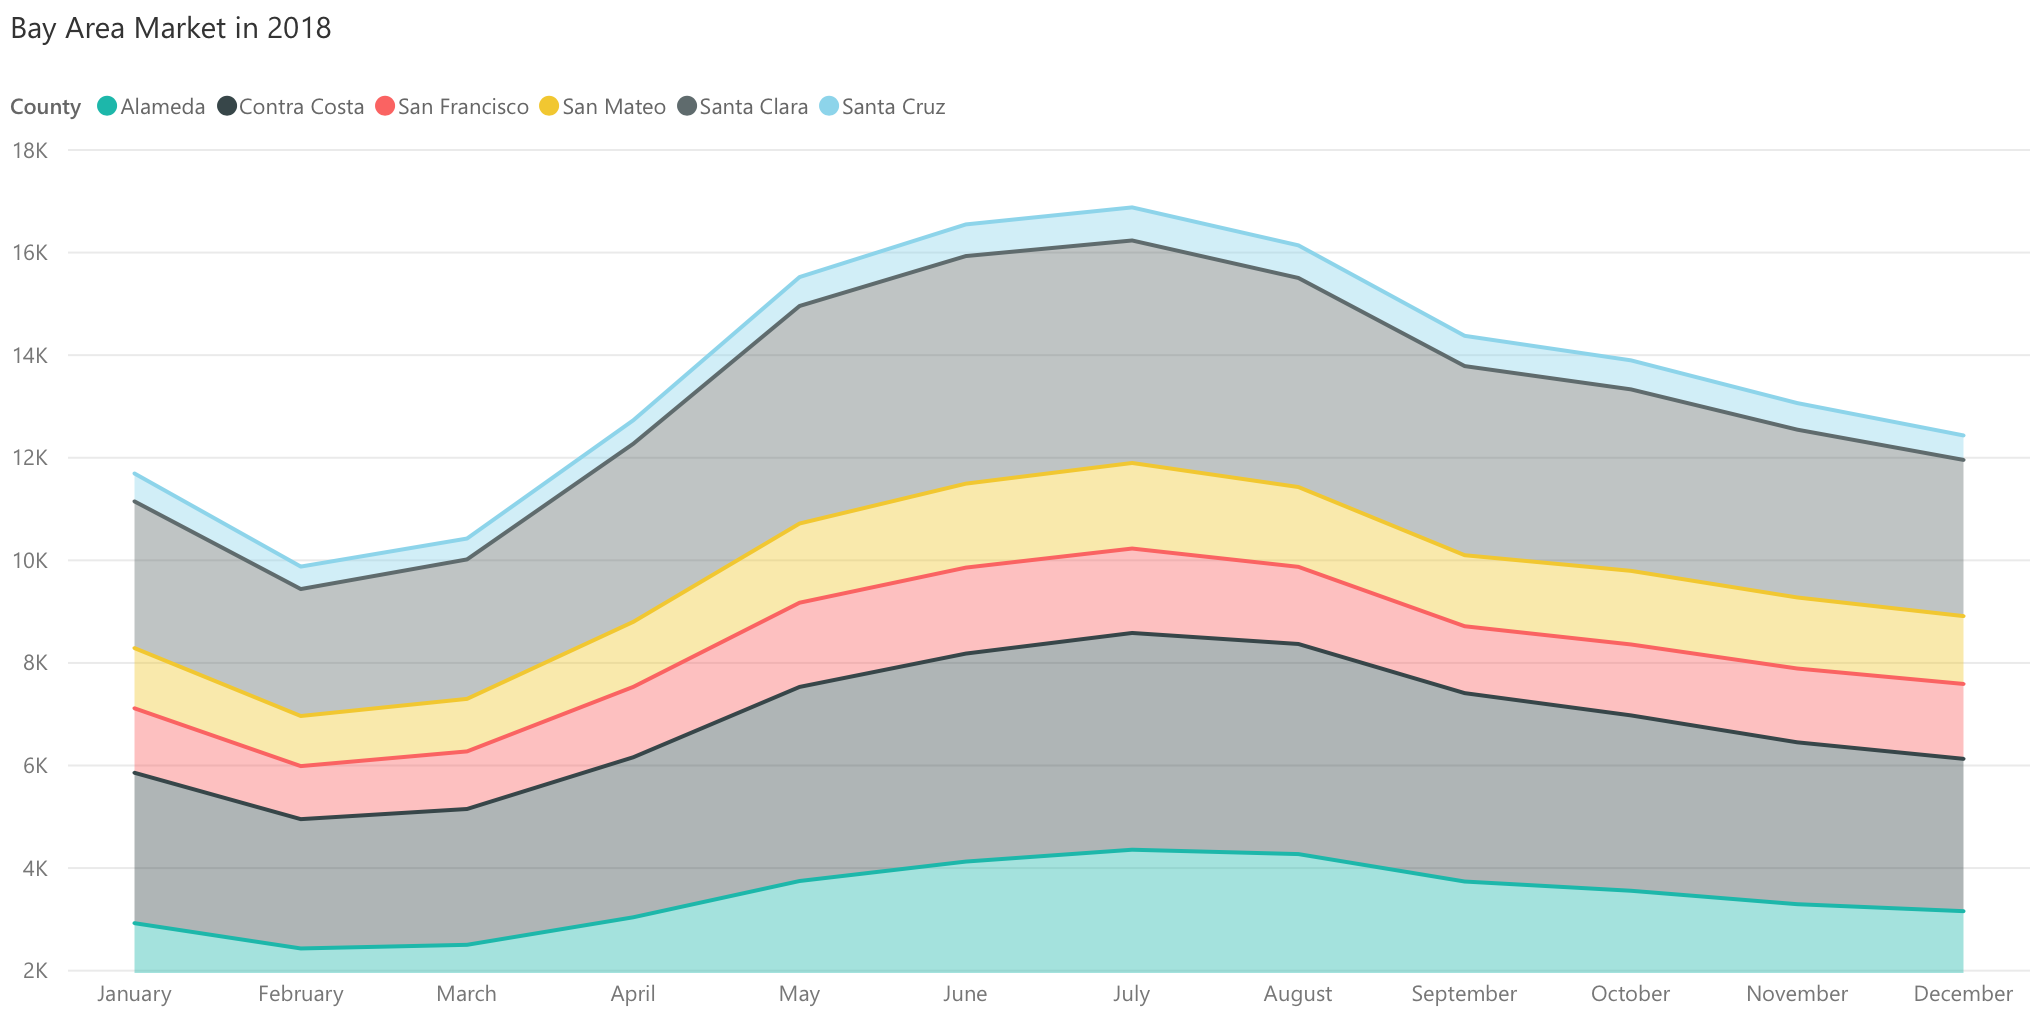 Bay Area Market in 2018
County Alameda Contra Costa San Francisco San Mateo Santa Clara Santa Cruz
18K
16K
14K
12K
10K
8K
6K
4K
2K
January February March April May June July August September October November December